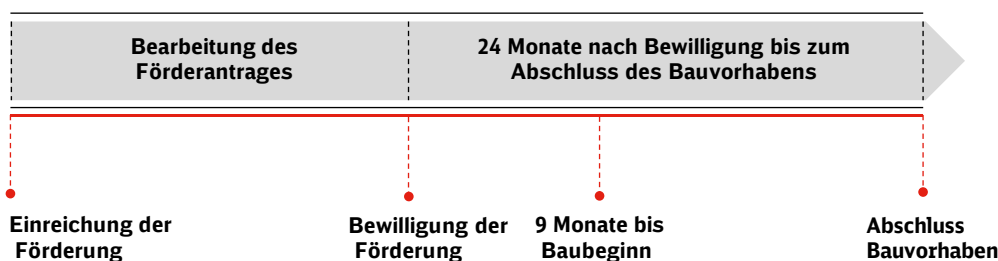 Bearbeitung des
Förderantrages
24 Monate nach Bewilligung bis zum
Abschluss des Bauvorhabens
Einreichung der
Förderung
Bewilligung der
Förderung
9 Monate bis
Baubeginn
Abschluss
Bauvorhaben